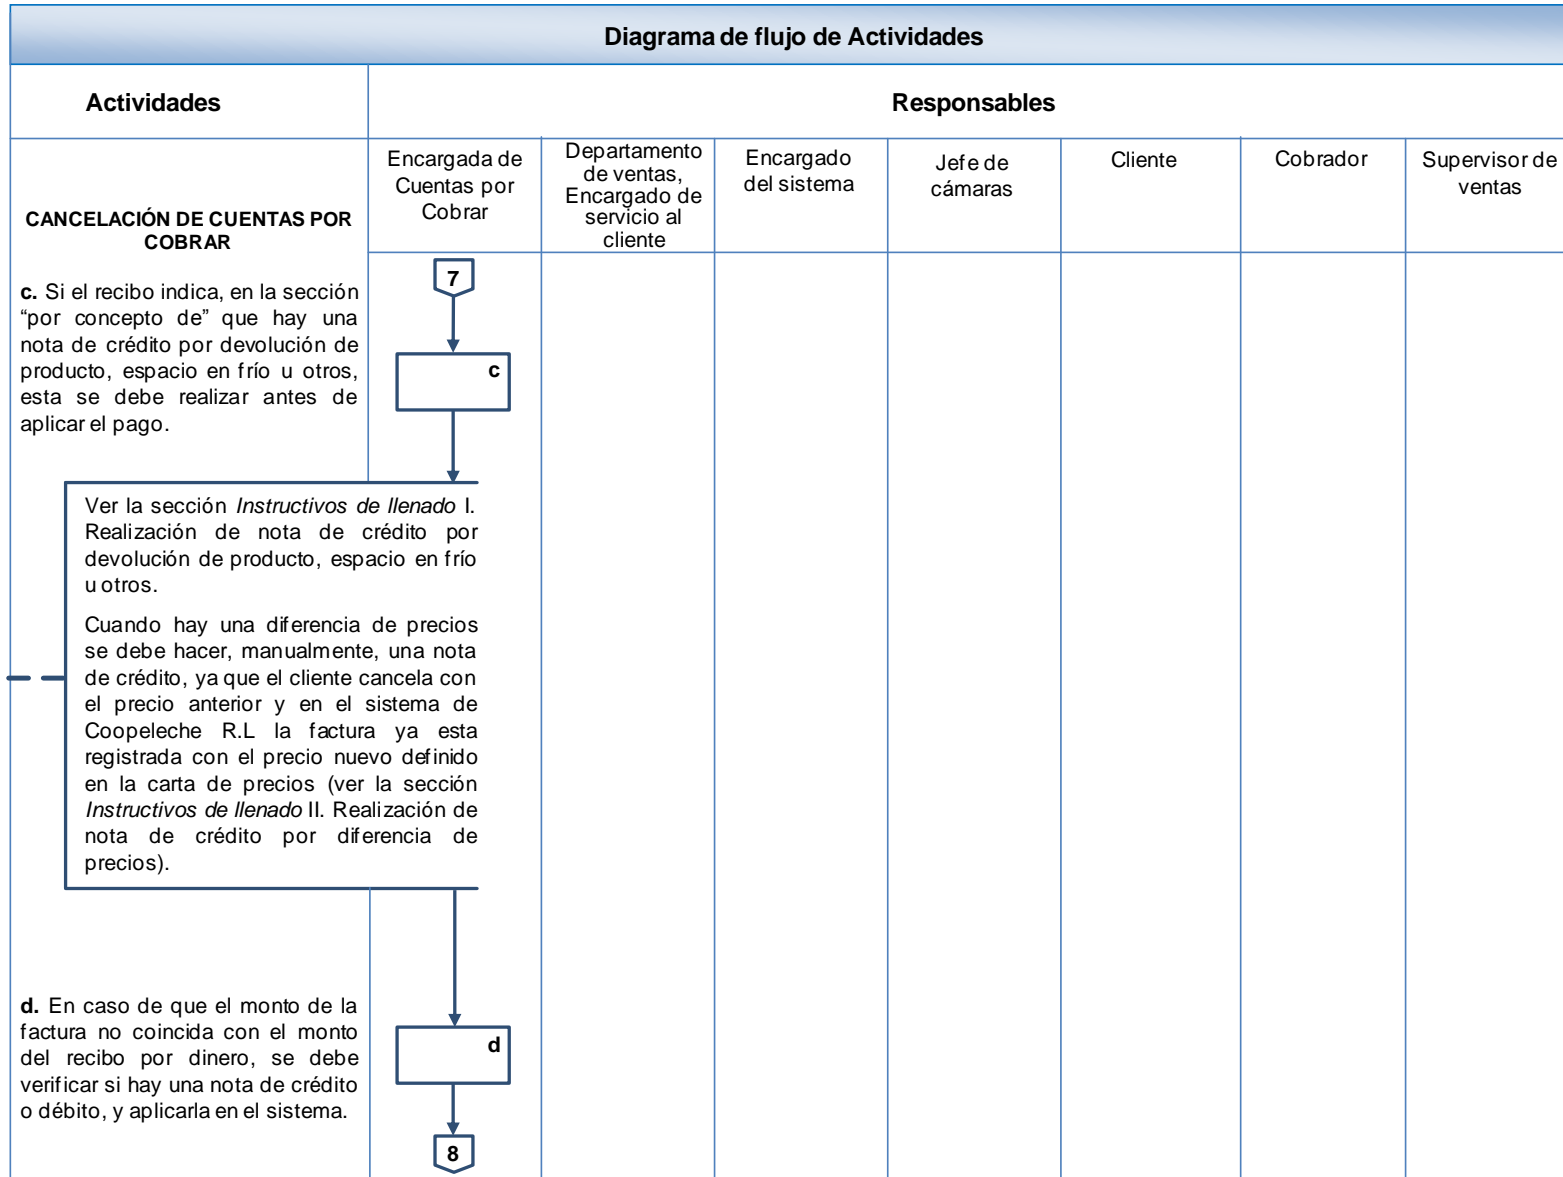 Diagrama de flujo de Actividades
Actividades
Responsables
Encargada de
Cuentas por
Cobrar
Departamento
de ventas,
Encargado de
servicio al
cliente
Encargado
del sistema
Jefe de
cámaras
Cliente
Cobrador
Supervisor de
ventas
CANCELACIÓN DE CUENTAS POR
COBRAR
c. Si el recibo indica, en la sección
“por concepto de” que hay una
nota de crédito por devolución de
producto, espacio en frío u otros,
esta se debe realizar antes de
aplicar el pago.
7
c
Ver la sección Instructivos de llenado I.
Realización de nota de crédito por
devolución de producto, espacio en frío
u otros.
Cuando hay una diferencia de precios
se debe hacer, manualmente, una nota
de crédito, ya que el cliente cancela con
el precio anterior y en el sistema de
Coopeleche R.L la factura ya esta
registrada con el precio nuevo definido
en la carta de precios (ver la sección
Instructivos de llenado II. Realización de
nota de crédito por diferencia de
precios).
d. En caso de que el monto de la
factura no coincida con el monto
del recibo por dinero, se debe
verificar si hay una nota de crédito
o débito, y aplicarla en el sistema.
d
8